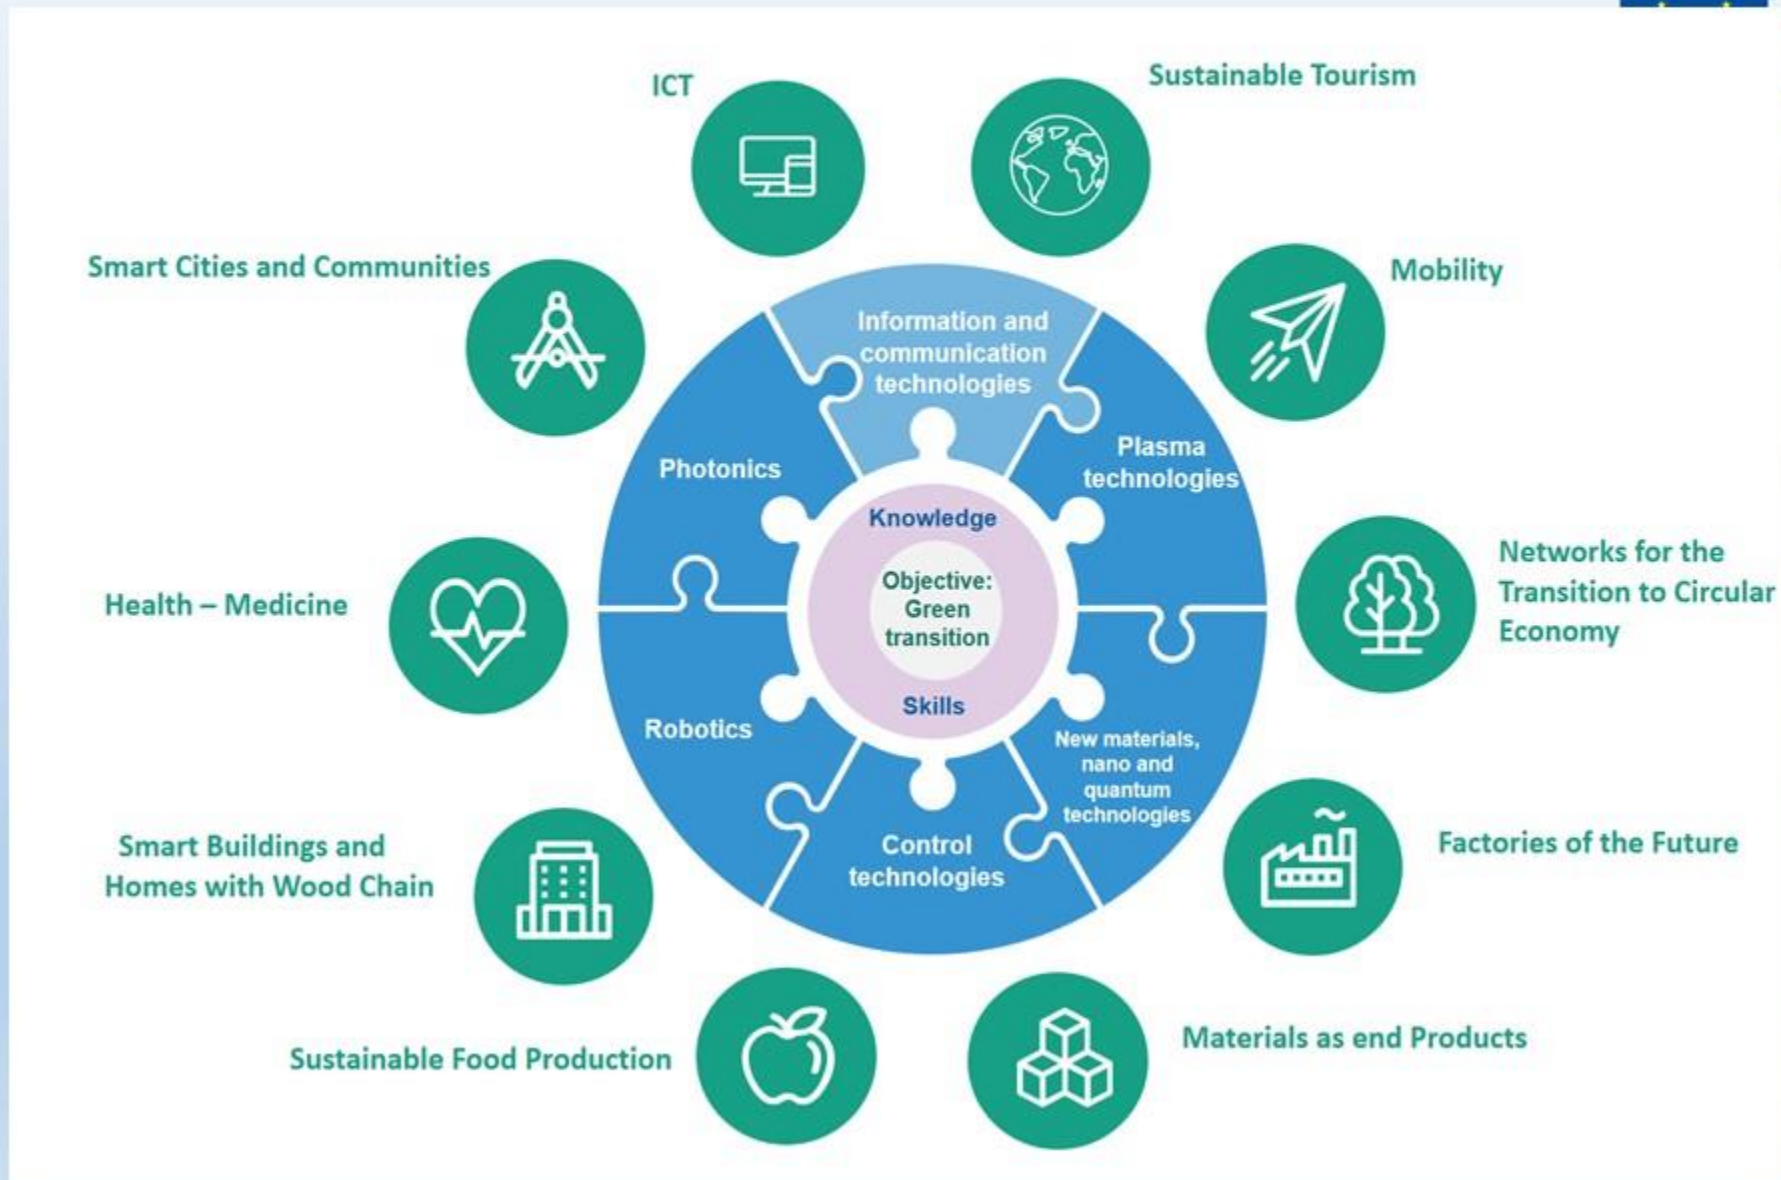 ICT
Sustainable Tourism
Smart Cities and Communities
Mobility
Information and
communication
technologies
Plasma
technologies
Photonics
Knowledge
Objective:
Green
transition
Skills
Networks for the
Transition to Circular
Economy
Health – Medicine
Robotics
New materials,
nano and
quantum
technologies
Control
technologies
Smart Buildings and
Homes with Wood Chain
Factories of the Future
Sustainable Food Production
Materials as end Products